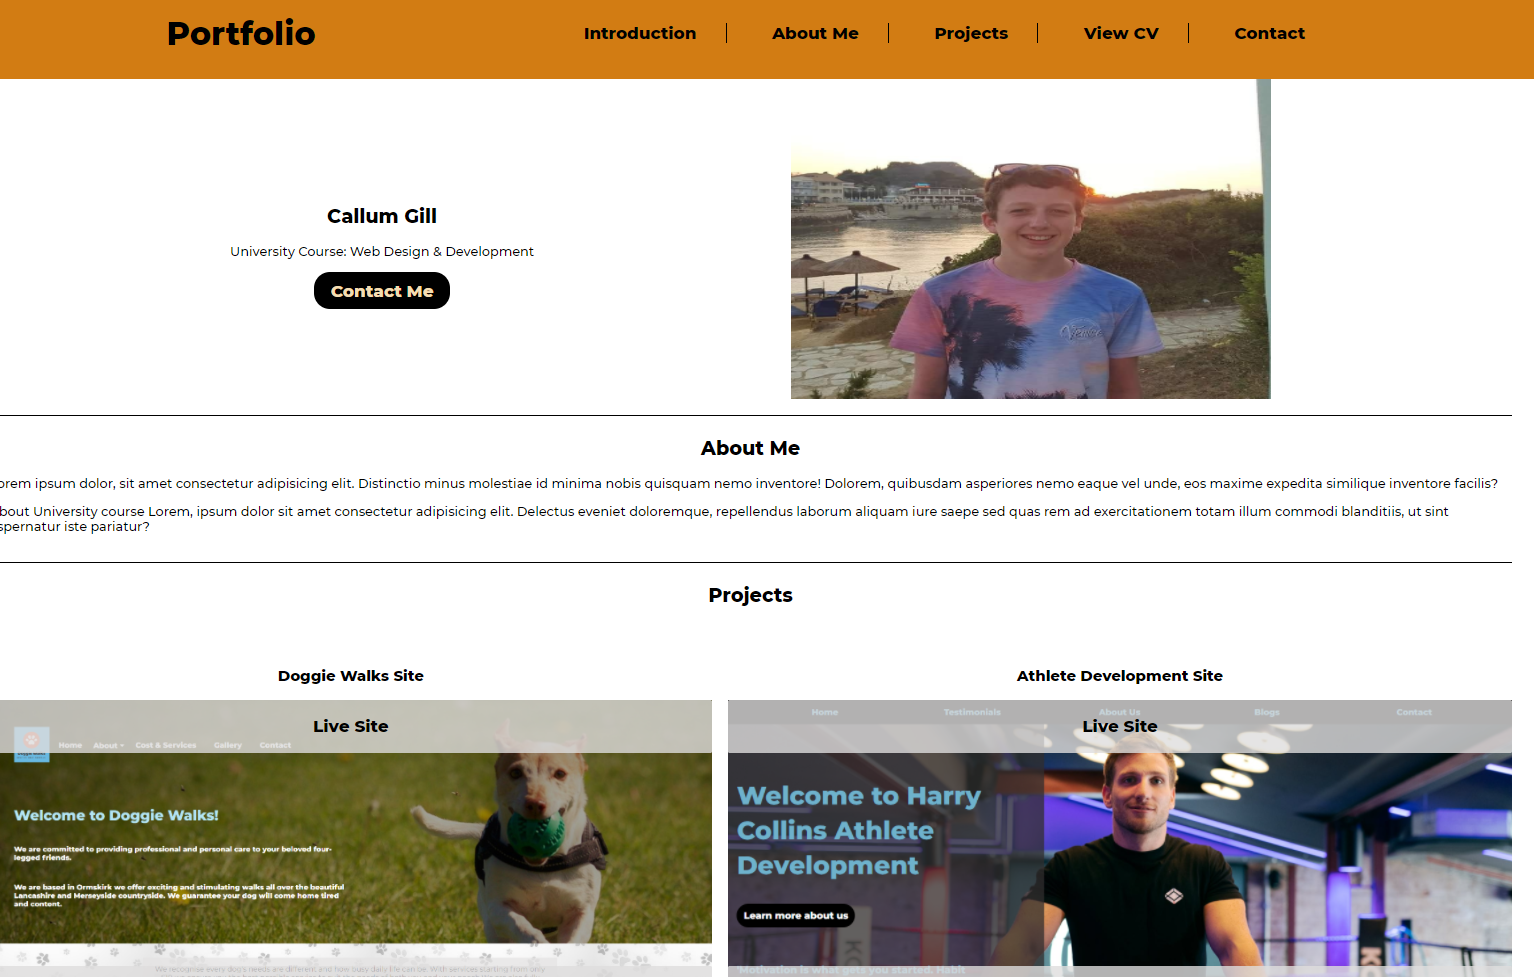 Portfolio
Introduction
About Me
Projects
View CV
Contact
Callum Gill
University Course: Web Design & Development
Contact Me
About Me
orem ipsum dolor, sit amet consectetur adipisicing elit. Distinctio minus molestiae id minima nobis quisquam nemo inventore! Dolorem, quibusdam asperiores nemo eaque vel unde, eos maxime expedita similique inventore facilis?
bout University course Lorem, ipsum dolor sit amet consectetur adipisicing elit. Delectus eveniet doloremque, repellendus laborum aliquam iure saepe sed quas rem ad exercitationem totam illum commodi blanditiis, ut sint
spernatur iste pariatur?
Projects
Doggie Walks Site
Live Site
Home
About
Cost & Services
Gallery
Contact
Welcome to Doggie Walks!
We are committed to providing professional and personal care to your beloved four-
legged friends.
We are based in Ormskirk we offer exciting and stimulating walks all over the beautiful
Lancashire and Merseyside countryside. We guarantee your dog will come home tired
and content.
We recognise every dog's needs are different and how busy daily life can be. With services starting from only
Athlete Development Site
Home
Testimonials
About Us
Blogs
Contact
Live Site
Welcome to Harry
Collins Athlete
Development
Learn more about us
'Motivation is what gets you started. Habit